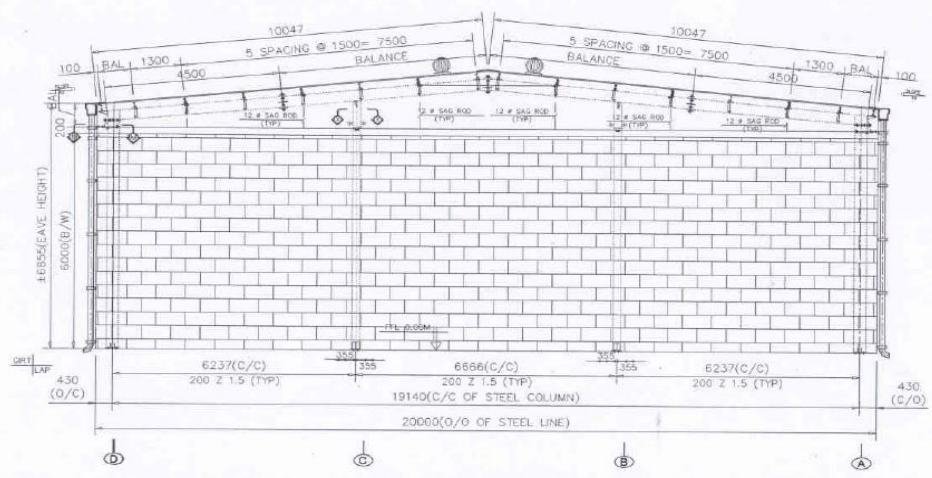 10047
10047
5 SPACING @ 1500= 7500
5 SPACING @ 1500= 7500
100
BAL
1300
BALANCE
BALANCE
1300
BAL
100
4500
4500
200
12 # SAG ROD
(TYP)
12 # SAG ROD
(TYP)
12 # SAG ROD
(TYP)
12 # SAG ROD
(TYP)
12 # SAG ROD
(TYP)
±6855(EAVE HEIGHT)
6000(B/W)
FFL 0.00M
GIRT
LAP
355
355
355
355
6237(C/C)
6666(C/C)
6237(C/C)
200 Z 1.5 (TYP)
200 Z 1.5 (TYP)
200 Z 1.5 (TYP)
430
(O/C)
430
(C/O)
19140(C/C OF STEEL COLUMN)
20000(O/O OF STEEL LINE)
D
C
B
A